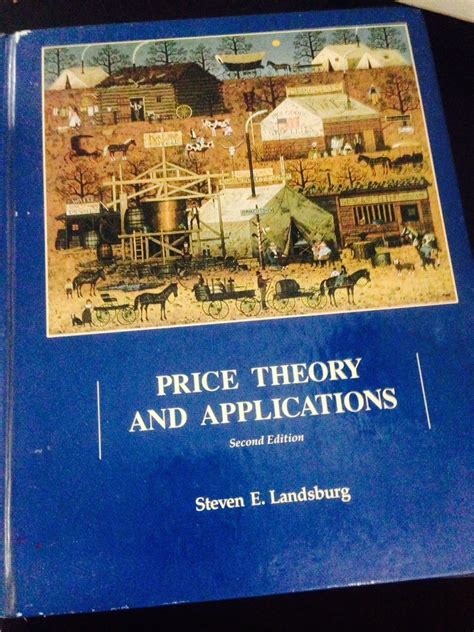 PRICE THEORY
AND APPLICATIONS
Second Edition
Steven E. Landsburg